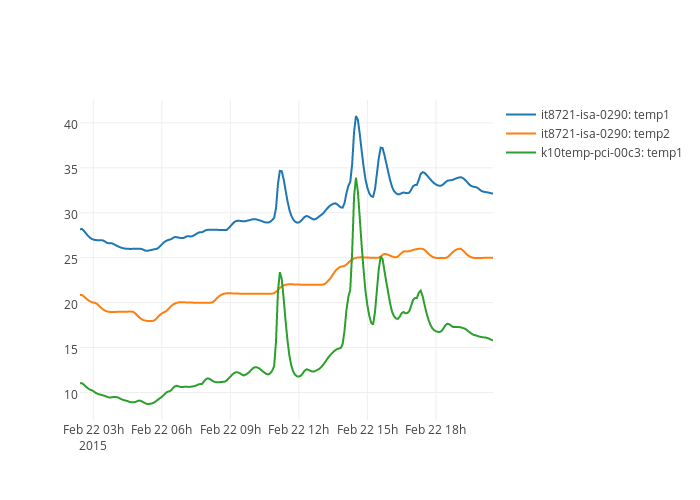 it8721-isa-0290: temp1
it8721-isa-0290: temp2
k10temp-pci-00c3: temp1
40
35
30
25
20
15
10
Feb 22 03h Feb 22 06h Feb 22 09h Feb 22 12h Feb 22 15h Feb 22 18h
2015